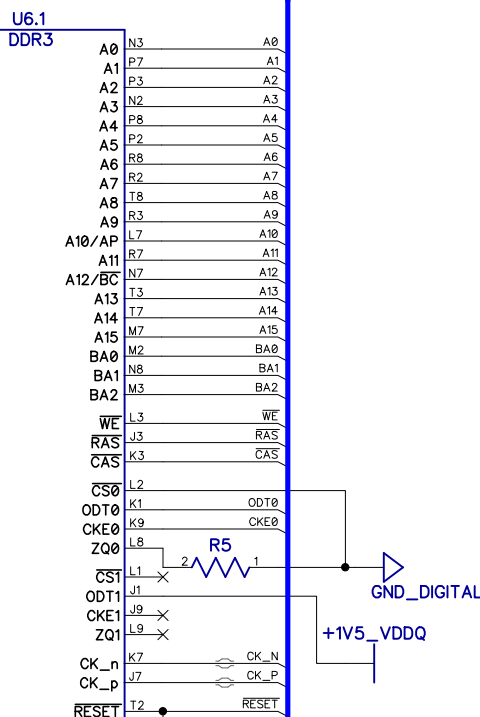 U6.1
DDR3
A0 N3 A0
A1 P7 A1
A2 P3 A2
A3 N2 A3
A4 P8 A4
A5 P2 A5
A6 R8 A6
A7 R2 A7
A8 T8 A8
A9 R3 A9
A10/AP L7 A10
A11 R7 A11
A12/BC N7 A12
A13 T3 A13
A14 T7 A14
A15 M7 A15
BA0 M2 BA0
BA1 N8 BA1
BA2 M3 BA2
WE L3 WE
RAS J3 RAS
CAS K3 CAS
CS0 L2
ODT0 K1 ODT0
CKE0 K9 CKE0
ZQ0 L8
R5
2 1
CS1 L1
GND_DIGITAL
ODT1 J1
CKE1 J9
ZQ1 L9
+1V5_VDDQ
CK_n K7 CK_N
CK_p J7 CK_P
RESET T2 RESET